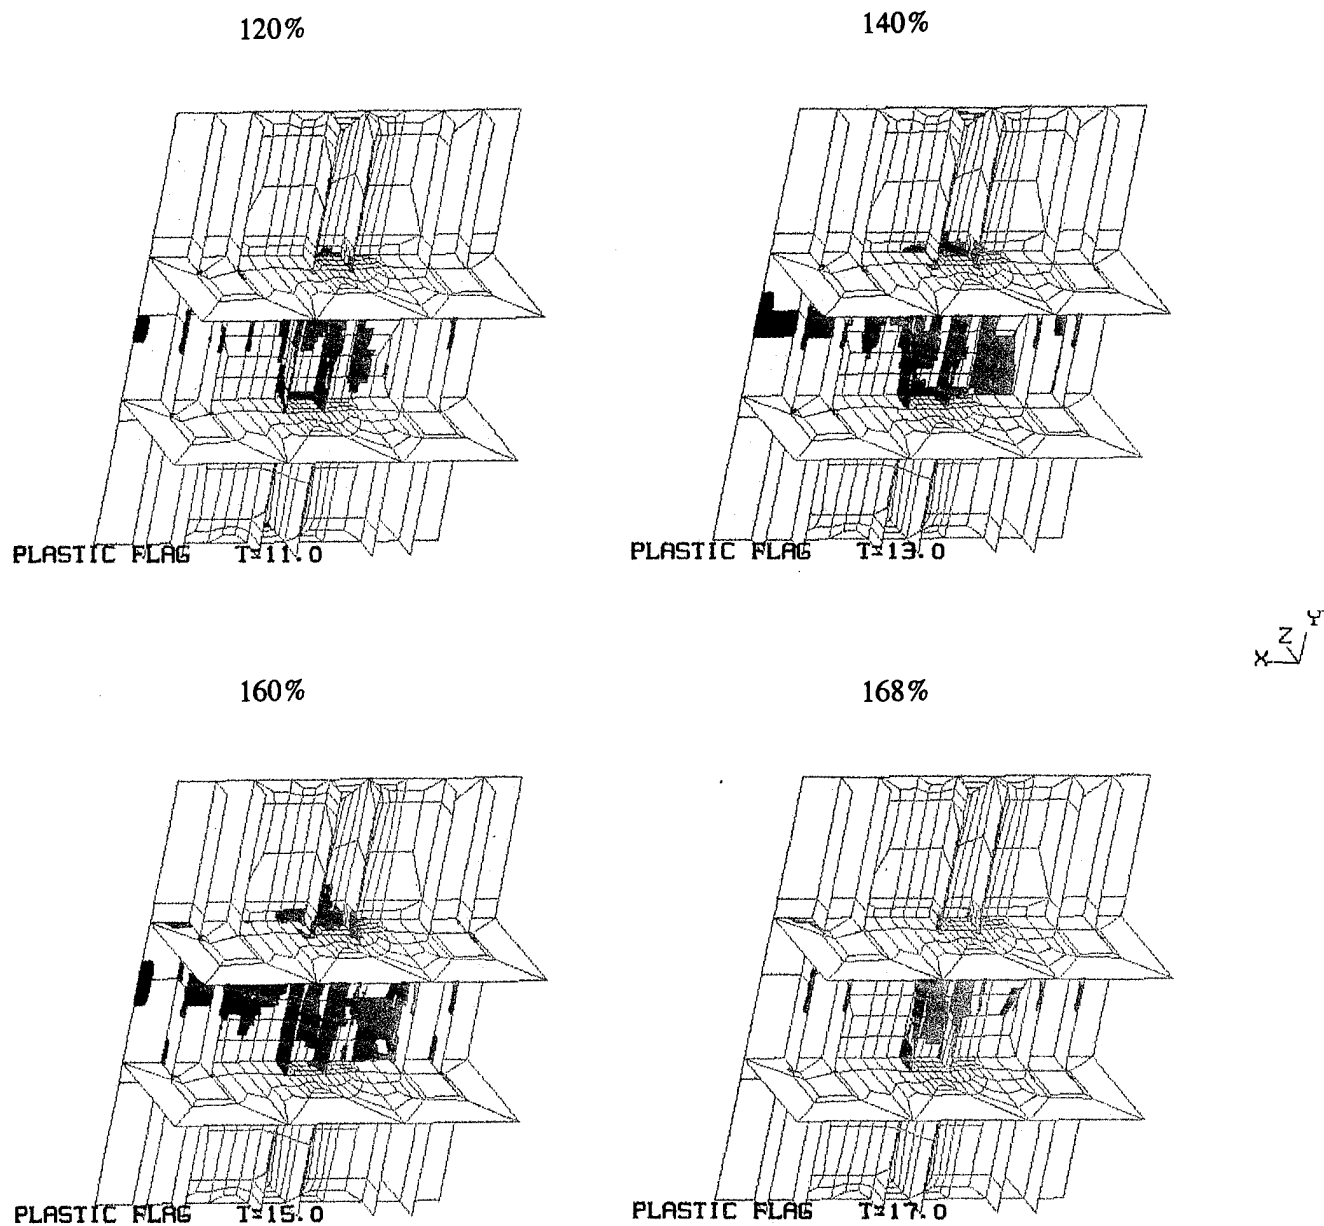 120%
140%
PLASTIC FLAG T=11.0
PLASTIC FLAG T=13.0
Y
Z
X
160%
168%
PLASTIC FLAG T=15.0
PLASTIC FLAG T=17.0